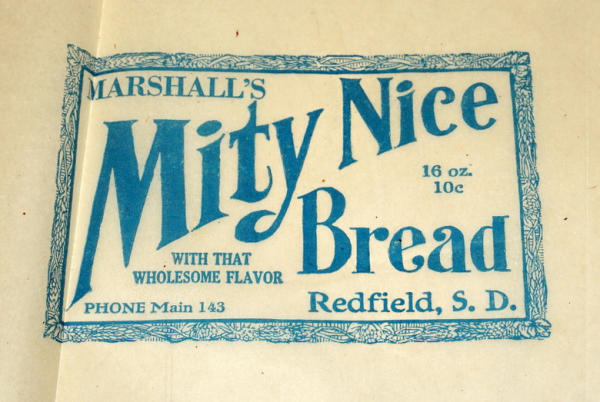 MARSHALL'S
Mity Nice
16 oz.
10c
Bread
WITH THAT
WHOLESOME FLAVOR
PHONE Main 143
Redfield, S. D.